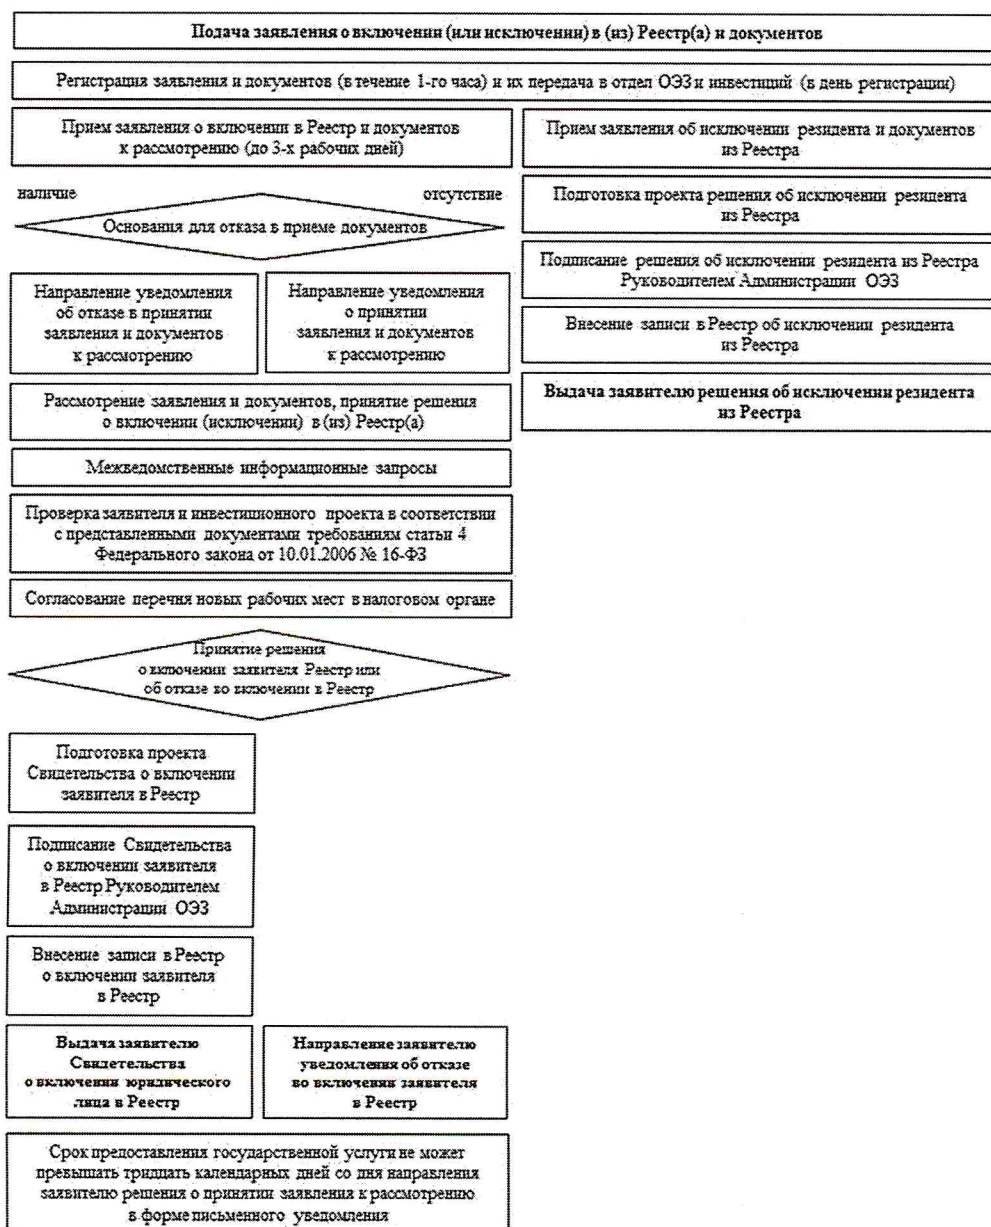 Подача заявления о включении (или исключении) в (из) Реестр(а) и документов
Регистрация заявления и документов (в течение 1-го часа) и их передача в отдел ОЭЗ и инвестиций (в день регистрации)
Прием заявления о включении в Реестр и документов
к рассмотрению (до 3-х рабочих дней)
наличие
отсутствие
Основания для отказа в приеме документов
Направление уведомления
об отказе в принятии
заявления и документов
к рассмотрению
Направление уведомления
о принятии
заявления и документов
к рассмотрению
Рассмотрение заявления и документов, принятие решения
о включении (исключении) в (из) Реестр(а)
Межведомственные информационные запросы
Проверка заявителя и инвестиционного проекта в соответствии
с представленными документами требованиям статьи 4
Федерального закона от 10.01.2006 № 16-ФЗ
Согласование перечня новых рабочих мест в налоговом органе
Принятие решения
о включении заявителя Реестр или
об отказе во включении в Реестр
Подготовка проекта
Свидетельства о включении
заявителя в Реестр
Подписание Свидетельства
о включении заявителя
в Реестр Руководителем
Администрации ОЭЗ
Внесение записи в Реестр
о включении заявителя
в Реестр
Выдача заявителю
Свидетельства
о включении юридического
лица в Реестр
Направление заявителю
уведомления об отказе
во включении заявителя
в Реестр
Срок предоставления государственной услуги не может
превышать тридцать календарных дней со дня направления
заявителю решения о принятии заявления к рассмотрению
в форме письменного уведомления
Прием заявления об исключении резидента и документов
из Реестра
Подготовка проекта решения об исключении резидента
из Реестра
Подписание решения об исключении резидента из Реестра
Руководителем Администрации ОЭЗ
Внесение записи в Реестр об исключении резидента
из Реестра
Выдача заявителю решения об исключении резидента
из Реестра